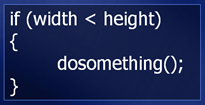 if (width < height)
{
        dosomething();
}